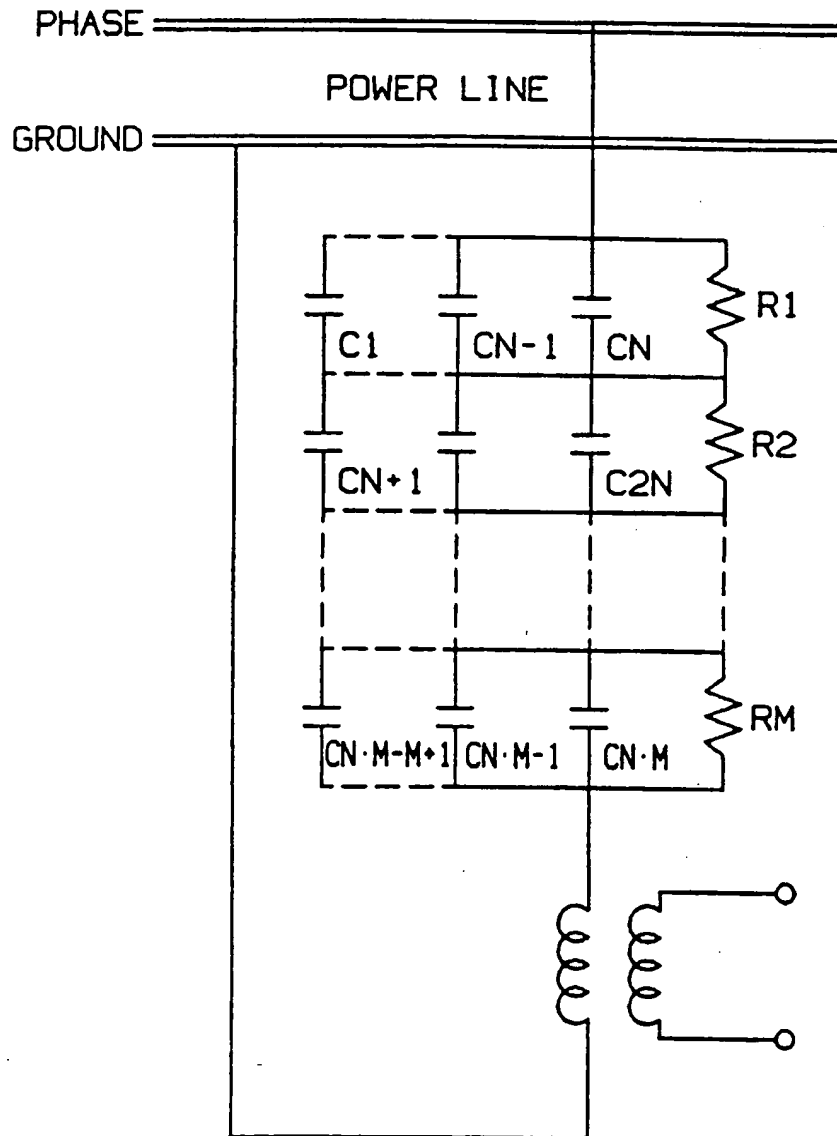 PHASE
POWER LINE
GROUND
R1
C1
CN-1
CN
R2
CN+1
C2N
RM
CN·M-M+1
CN·M-1
CN·M